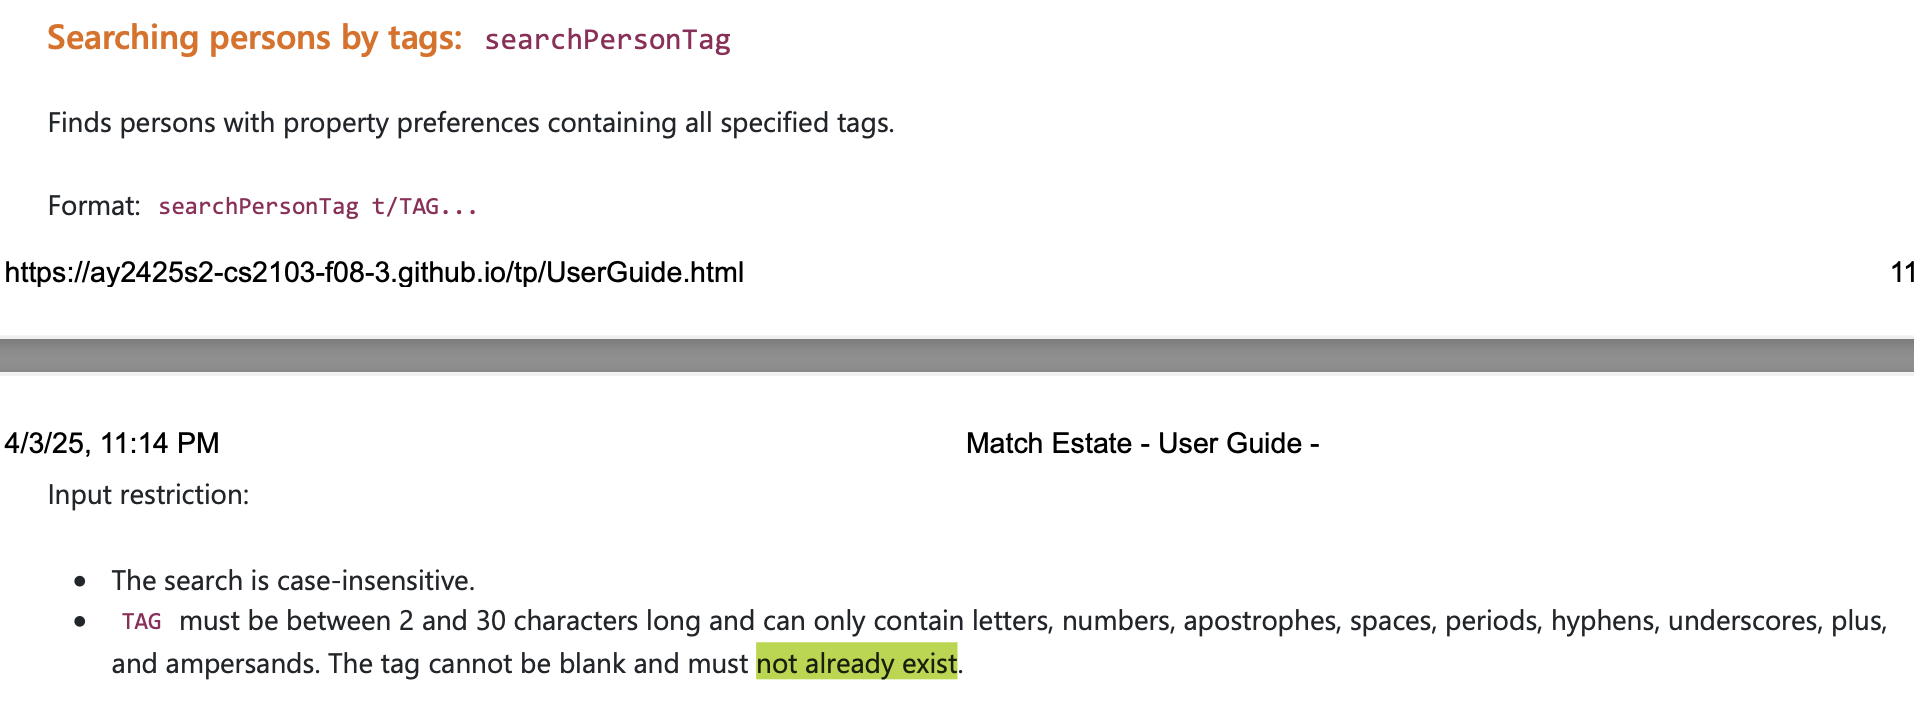 Searching persons by tags: searchPersonTag
Finds persons with property preferences containing all specified tags.
Format: searchPersonTag t/TAG...
https://ay2425s2-cs2103-f08-3.github.io/tp/UserGuide.html 11
4/3/25, 11:14 PM Match Estate - User Guide -
Input restriction:
• The search is case-insensitive.
• TAG must be between 2 and 30 characters long and can only contain letters, numbers, apostrophes, spaces, periods, hyphens, underscores, plus,
and ampersands. The tag cannot be blank and must not already exist.